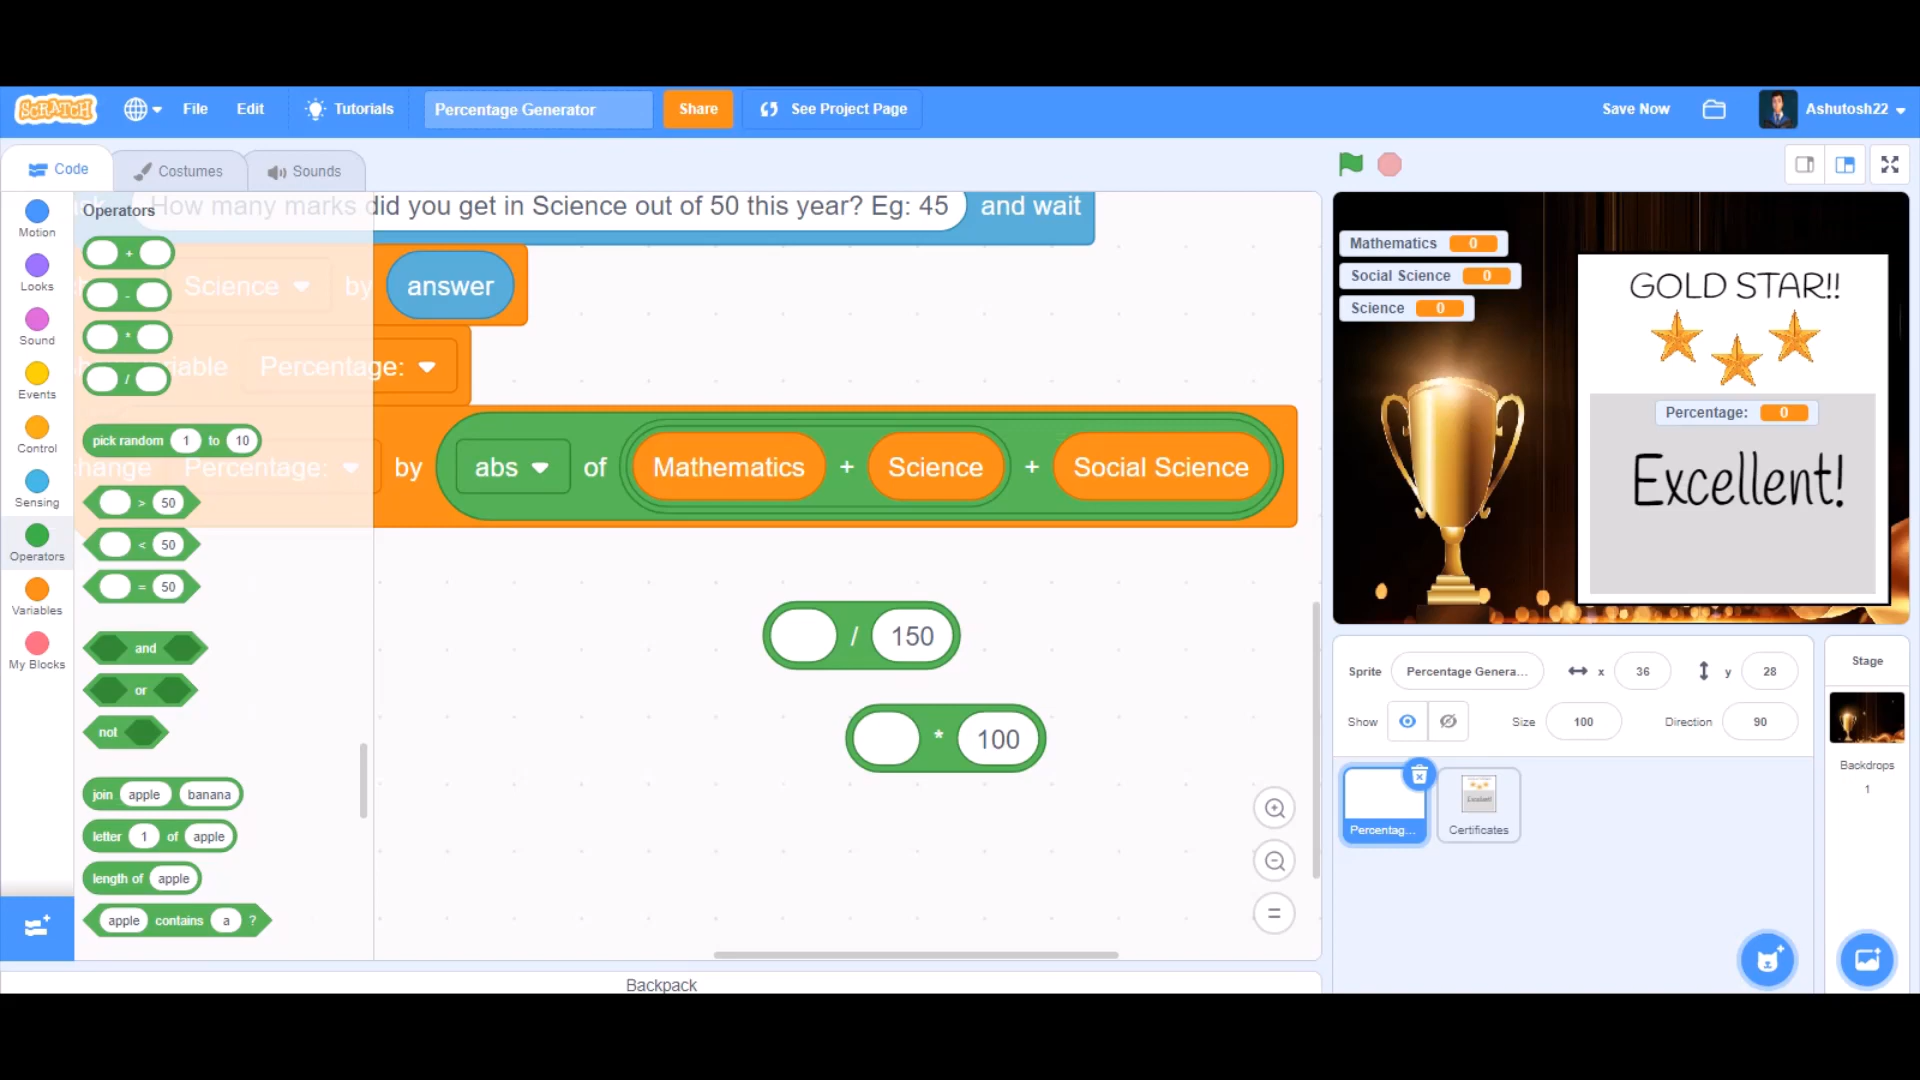 SCRATCH
File
Edit
Tutorials
Percentage Generator
Share
See Project Page
Save Now
Ashutosh22
Code
Costumes
Sounds
Motion
Looks
Sound
Events
Control
Sensing
Operators
Variables
My Blocks
Operators
+
-
*
/
pick random 1 to 10
> 50
< 50
= 50
and
or
not
join apple banana
letter 1 of apple
length of apple
apple contains a ?
How many marks did you get in Science out of 50 this year? Eg: 45 and wait
Science by answer
Percentage:
change Percentage: by abs of Mathematics + Science + Social Science
/ 150
* 100
Backpack
Mathematics 0
Social Science 0
Science 0
GOLD STAR!!
Percentage: 0
Excellent!
Sprite Percentage Genera... x 36 y 28
Show Size 100 Direction 90
Percentag...
Certificates
Stage
Backdrops
1